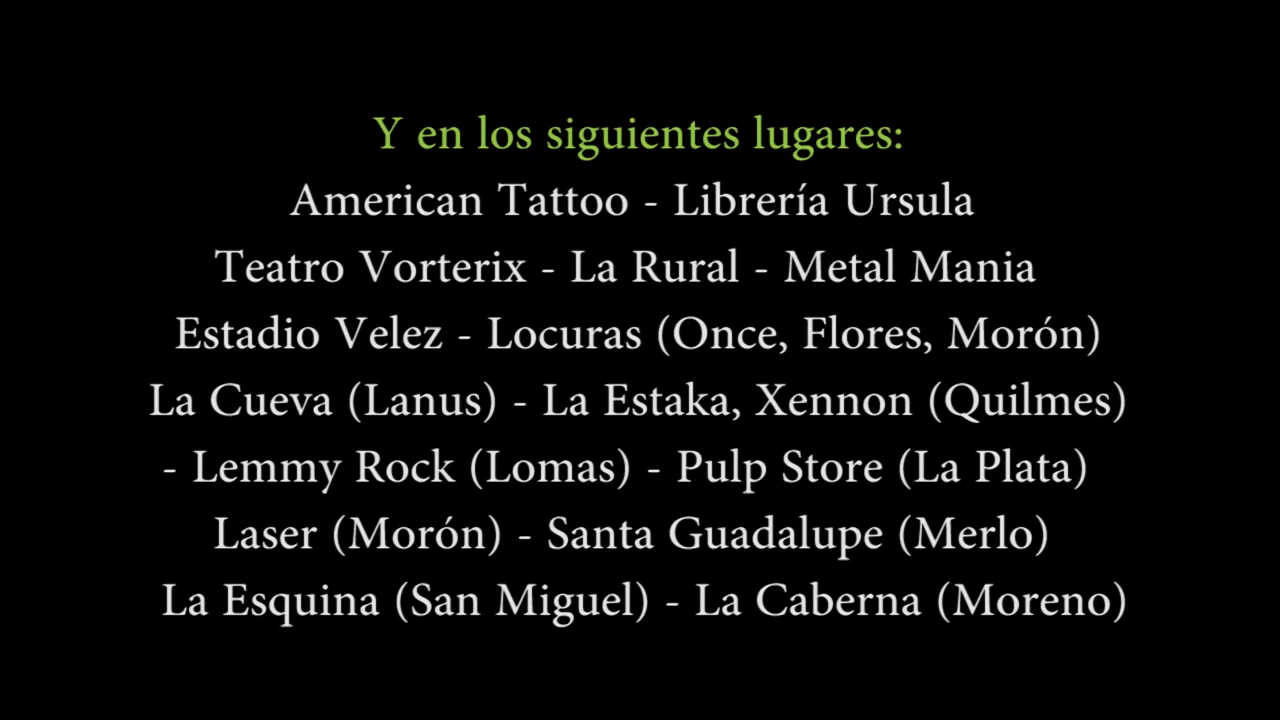 Y en los siguientes lugares:
American Tattoo - Librería Ursula
Teatro Vorterix - La Rural - Metal Mania
Estadio Velez - Locuras (Once, Flores, Morón)
La Cueva (Lanus) - La Estaka, Xennon (Quilmes)
- Lemmy Rock (Lomas) - Pulp Store (La Plata)
Laser (Morón) - Santa Guadalupe (Merlo)
La Esquina (San Miguel) - La Caberna (Moreno)